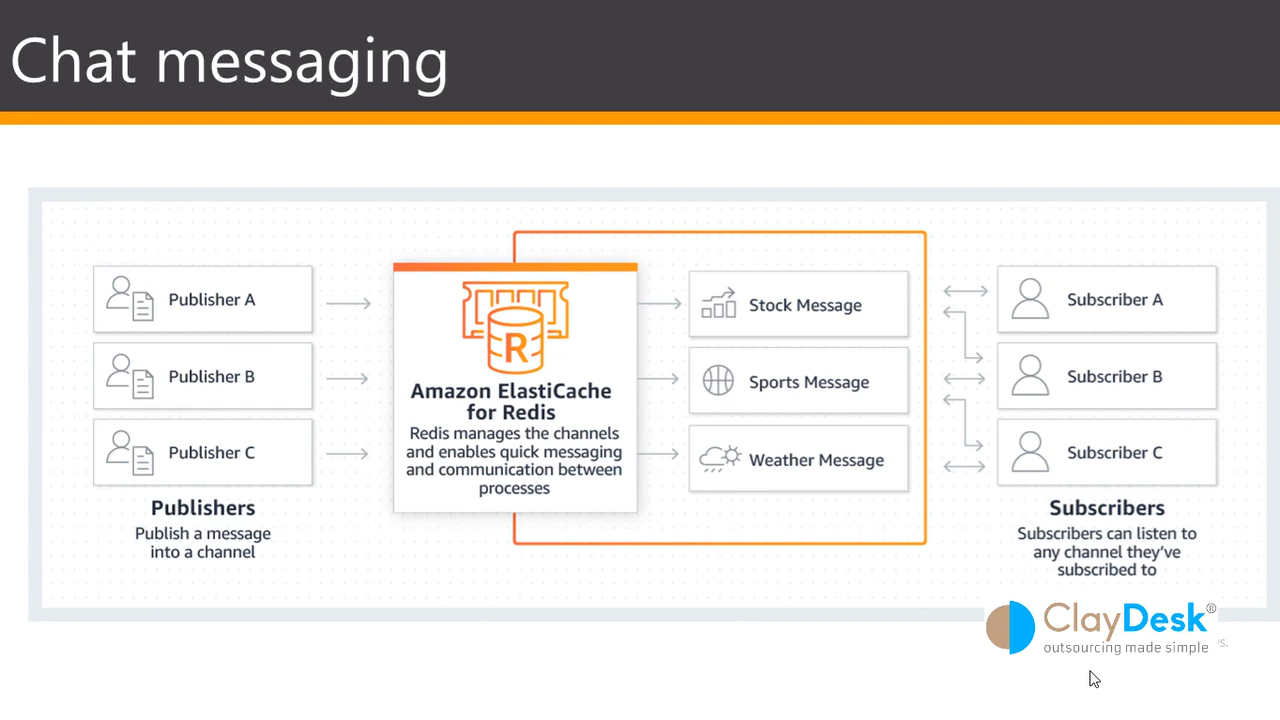 Chat messaging
Publisher A
Publisher B
Publisher C
Publishers
Publish a message
into a channel
R
Amazon ElastiCache
for Redis
Redis manages the channels
and enables quick messaging
and communication between
processes
Stock Message
Sports Message
Weather Message
Subscriber A
Subscriber B
Subscriber C
Subscribers
Subscribers can listen to
any channel they've
subscribed to
ClayDesk®
outsourcing made simple